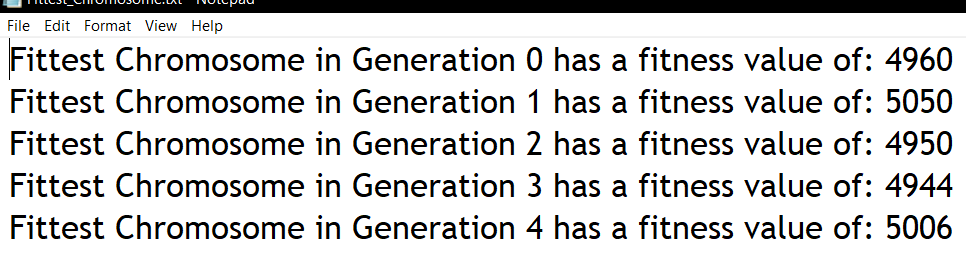 Fittest_Chromosome.txt - Notepad
File Edit Format View Help
Fittest Chromosome in Generation 0 has a fitness value of: 4960
Fittest Chromosome in Generation 1 has a fitness value of: 5050
Fittest Chromosome in Generation 2 has a fitness value of: 4950
Fittest Chromosome in Generation 3 has a fitness value of: 4944
Fittest Chromosome in Generation 4 has a fitness value of: 5006